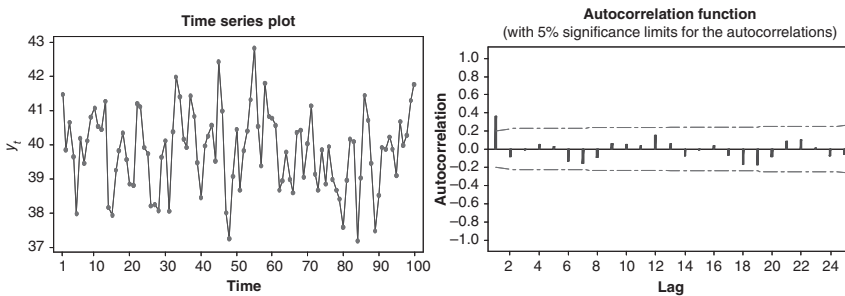 Time series plot
43
42
41
40
39
38
37
y_t
1 10 20 30 40 50 60 70 80 90 100
Time
Autocorrelation function
(with 5% significance limits for the autocorrelations)
1.0
0.8
0.6
0.4
0.2
0.0
−0.2
−0.4
−0.6
−0.8
−1.0
Autocorrelation
2 4 6 8 10 12 14 16 18 20 22 24
Lag